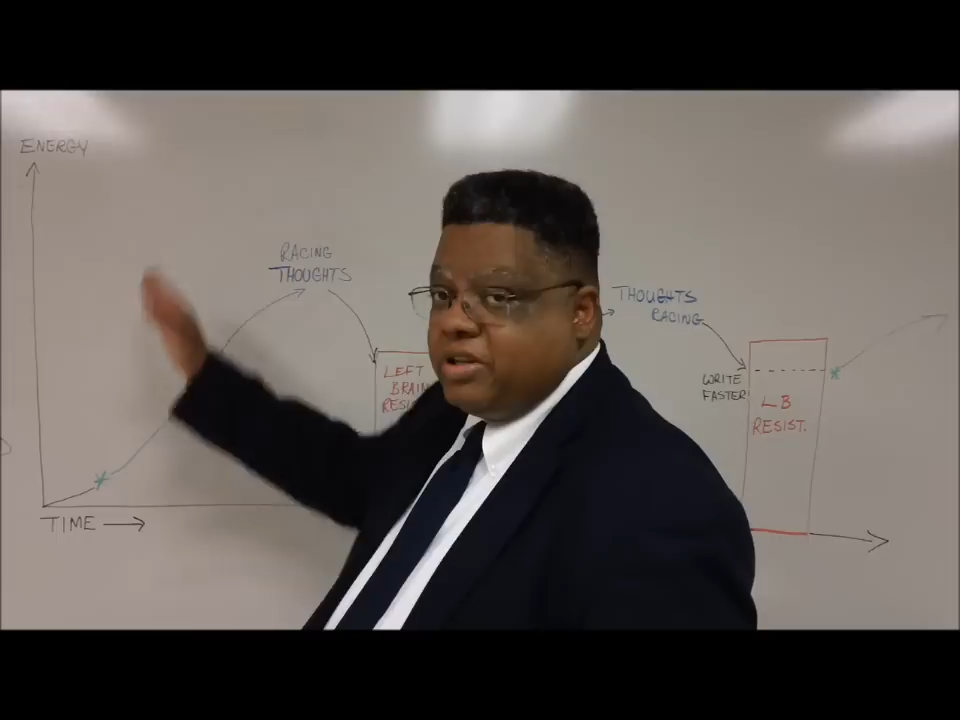 ENERGY
RACING
THOUGHTS
THOUGHTS
RACING
LEFT
BRAIN
WRITE
FASTER
LB
RESIST.
TIME